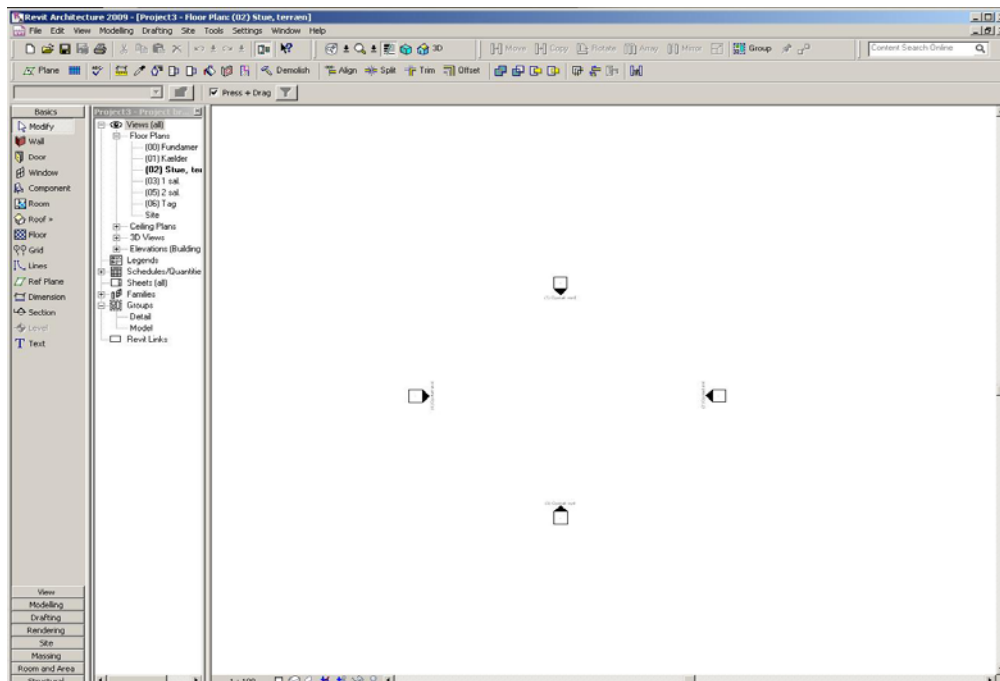 Revit Architecture 2009 - [Project3 - Floor Plan: (02) Stue, terræn]
File Edit View Modelling Drafting Site Tools Settings Window Help
3D Move Copy Rotate Array Mirror Group Content Search Online
Plane Demolish Align Split Trim Offset
Press + Drag
Basics
Modify
Wall
Door
Window
Component
Room
Roof >
Floor
Grid
Lines
Ref Plane
Dimension
Section
Level
Text
View
Modelling
Drafting
Rendering
Site
Massing
Room and Area
Structural
Project3 - Project br...
Views (all)
Floor Plans
(00) Fundamer
(01) Kælder
(02) Stue, ter
(03) 1 sal
(05) 2 sal
(06) Tag
Site
Ceiling Plans
3D Views
Elevations (Building
Legends
Schedules/Quantitie
Sheets (all)
Families
Groups
Detail
Model
Revit Links
1 : 100